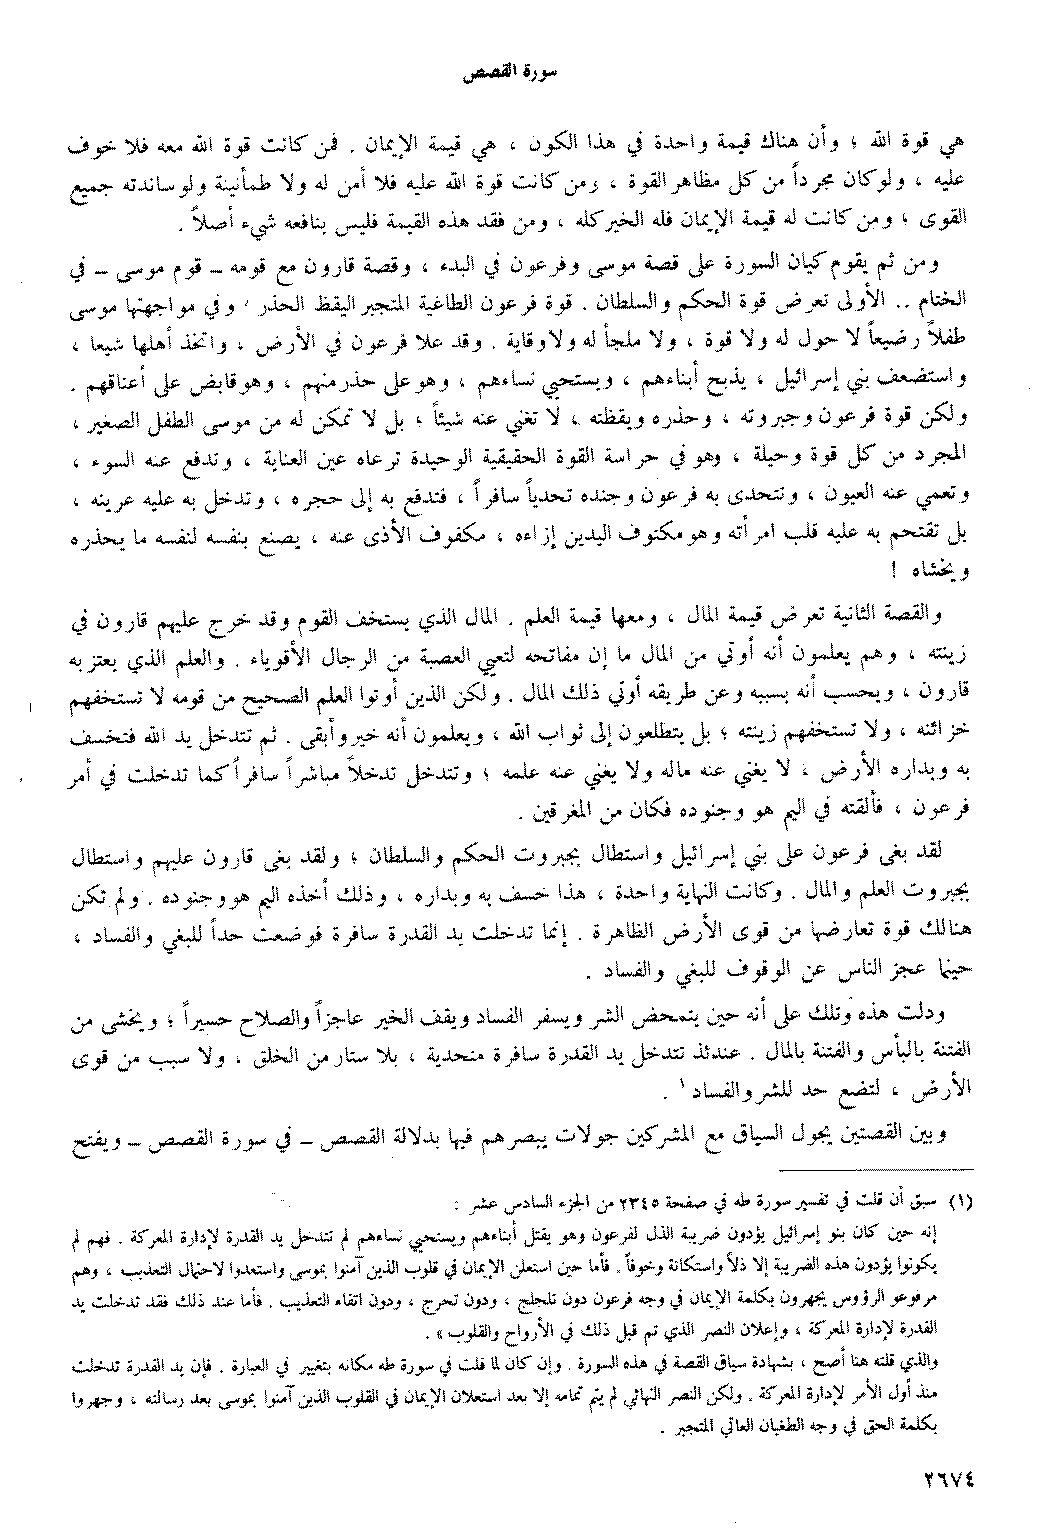 سورة القصص
هي قوة الله ؛ وأن هناك قيمة واحدة في هذا الكون ، هي قيمة الإيمان . فمن كانت قوة الله معه فلا خوف
عليه ، ولو كان مجرداً من كل مظاهر القوة ، ومن كانت قوة الله عليه فلا أمن له ولا طمأنينة ولو ساندته جميع
القوى ؛ ومن كانت له قيمة الإيمان فله الخير كله ، ومن فقد هذه القيمة فليس بنافعه شيء أصلاً .
ومن ثم يقوم كيان السورة على قصة موسى وفرعون في البدء ، وقصة قارون مع قومه – قوم موسى – في
الختام .. الأولى تعرض قوة الحكم والسلطان . قوة فرعون الطاغية المتجبر اليقظ الحذر ؛ وفي مواجهتها موسى
طفلاً رضيعاً لا حول له ولا قوة ، ولا ملجأ له ولا وقاية . وقد علا فرعون في الأرض ، واتخذ أهلها شيعا ،
واستضعف بني إسرائيل ، يذبح أبناءهم ، ويستحيي نساءهم ، وهو على حذر منهم ، وهو قابض على أعناقهم .
ولكن قوة فرعون وجبروته ، وحذره ويقظته ، لا تغني عنه شيئاً ؛ بل لا تمكن له من موسى الطفل الصغير ،
المجرد من كل قوة وحيلة ، وهو في حراسة القوة الحقيقية الوحيدة ترعاه عين العناية ، وتدفع عنه السوء ،
وتعمي عنه العيون ، وتتحدى به فرعون وجنده تحدياً سافراً ، فتدفع به إلى حجره ، وتدخل به عليه عرينه ،
بل تقتحم به عليه قلب امرأته وهو مكتوف اليدين إزاءه ، مكفوف الأذى عنه ، يصنع بنفسه لنفسه ما يحذره
ويخشاه !
والقصة الثانية تعرض قيمة المال ، ومعها قيمة العلم . المال الذي يستخف القوم وقد خرج عليهم قارون في
زينته ، وهم يعلمون أنه أوتي من المال ما إن مفاتحه لتعيي العصبة من الرجال الأقوياء . والعلم الذي يعتز به
قارون ، ويحسب أنه بسببه وعن طريقه أوتي ذلك المال . ولكن الذين أوتوا العلم الصحيح من قومه لا تستخفهم
خزائنه ، ولا تستخفهم زينته ؛ بل يتطلعون إلى ثواب الله ، ويعلمون أنه خير وأبقى . ثم تتدخل يد الله فتخسف
به وبداره الأرض ، لا يغني عنه ماله ولا يغني عنه علمه ؛ وتتدخل تدخلاً مباشراً سافراً كما تدخلت في أمر
فرعون ، فألقته في اليم هو وجنوده فكان من المغرقين .
لقد بغى فرعون على بني إسرائيل واستطال بجبروت الحكم والسلطان ؛ ولقد بغى قارون عليهم واستطال
بجبروت العلم والمال . وكانت النهاية واحدة ، هذا خسف به وبداره ، وذلك أخذه اليم هو وجنوده . ولم تكن
هنالك قوة تعارضها من قوى الأرض الظاهرة . إنما تدخلت يد القدرة سافرة فوضعت حداً للبغي والفساد ،
حينما عجز الناس عن الوقوف للبغي والفساد .
ودلت هذه وتلك على أنه حين يتمحض الشر ويسفر الفساد ويقف الخير عاجزاً والصلاح حسيراً ؛ ويخشى من
الفتنة بالبأس والفتنة بالمال . عندئذ تتدخل يد القدرة سافرة متحدية ، بلا ستار من الخلق ، ولا سبب من قوى
الأرض ، لتضع حد للشر والفساد ١ .
وبين القصتين يجول السياق مع المشركين جولات يبصرهم فيها بدلالة القصص – في سورة القصص – ويفتح
(١) سبق أن قلت في تفسير سورة طه في صفحة ٢٣٤٥ من الجزء السادس عشر :
إنه حين كان بنو إسرائيل يؤدون ضريبة الذل لفرعون وهو يقتل أبناءهم ويستحيي نساءهم لم تتدخل يد القدرة لإدارة المعركة . فهم لم
يكونوا يؤدون هذه الضريبة إلا ذلاً واستكانة وخوفاً . فأما حين استعلن الإيمان في قلوب الذين آمنوا بموسى واستعدوا لاحتمال التعذيب ، وهم
مرفوعو الرؤوس يجهرون بكلمة الإيمان في وجه فرعون دون تلجلج ، ودون تحرج ، ودون اتقاء التعذيب . فأما عند ذلك فقد تدخلت يد
القدرة لإدارة المعركة ، وإعلان النصر الذي تم قبل ذلك في الأرواح والقلوب » .
والذي قلته هنا أصح ، بشهادة سياق القصة في هذه السورة . وإن كان لما قلت في سورة طه مكانه بتغيير في العبارة . فإن يد القدرة تدخلت
منذ أول الأمر لإدارة المعركة . ولكن النصر النهائي لم يتم تمامه إلا بعد استعلان الإيمان في القلوب الذين آمنوا بموسى بعد رسالته ، وجهروا
بكلمة الحق في وجه الطغيان العاتي المتجبر .
٢٦٧٤